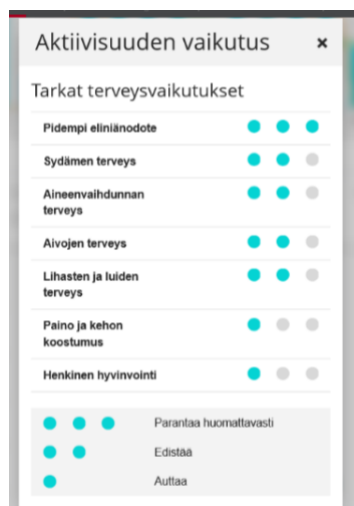 Aktiivisuuden vaikutus ×
Tarkat terveysvaikutukset
Pidempi eliniänodote
Sydämen terveys
Aineenvaihdunnan
terveys
Aivojen terveys
Lihasten ja luiden
terveys
Paino ja kehon
koostumus
Henkinen hyvinvointi
Parantaa huomattavasti
Edistää
Auttaa